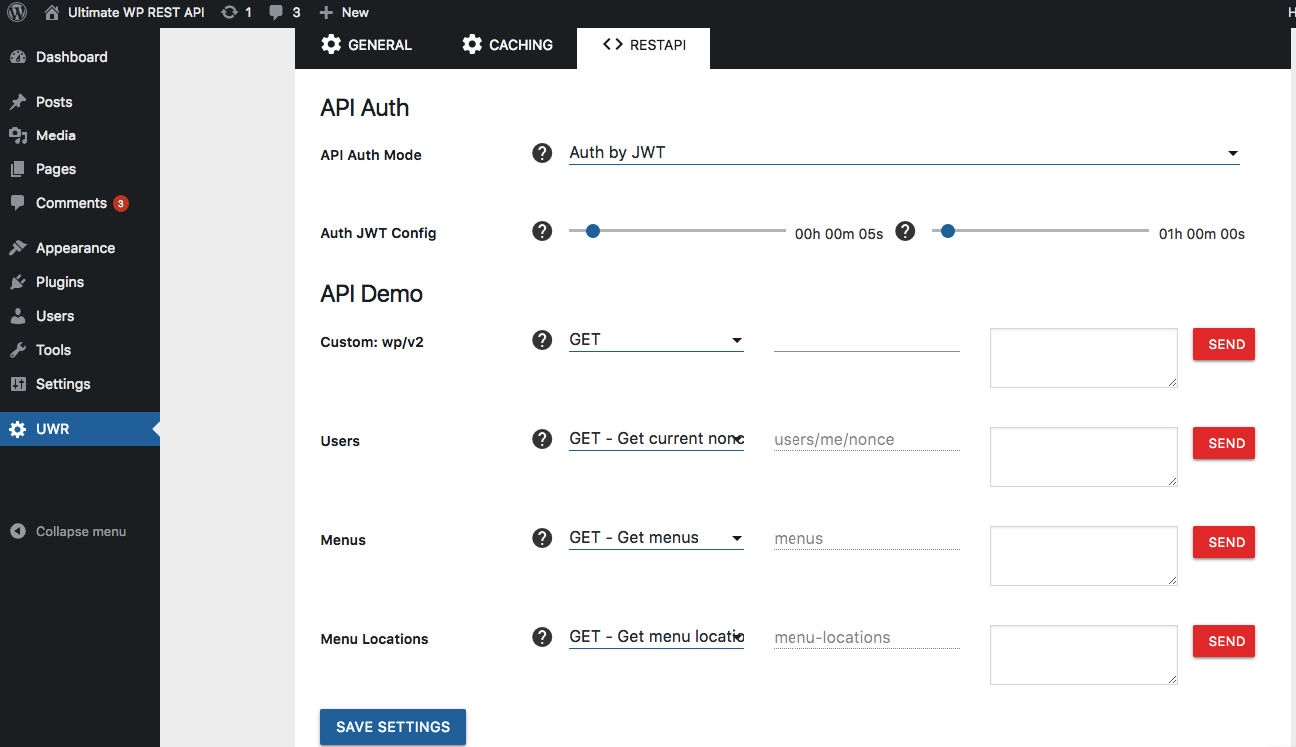 Ultimate WP REST API 1 3 New H
GENERAL CACHING <> RESTAPI
Dashboard
Posts
Media
Pages
Comments 3
Appearance
Plugins
Users
Tools
Settings
UWR
Collapse menu
API Auth
API Auth Mode ? Auth by JWT
Auth JWT Config ? 00h 00m 05s ? 01h 00m 00s
API Demo
Custom: wp/v2 ? GET SEND
Users ? GET - Get current nonc users/me/nonce SEND
Menus ? GET - Get menus menus SEND
Menu Locations ? GET - Get menu locatio menu-locations SEND
SAVE SETTINGS